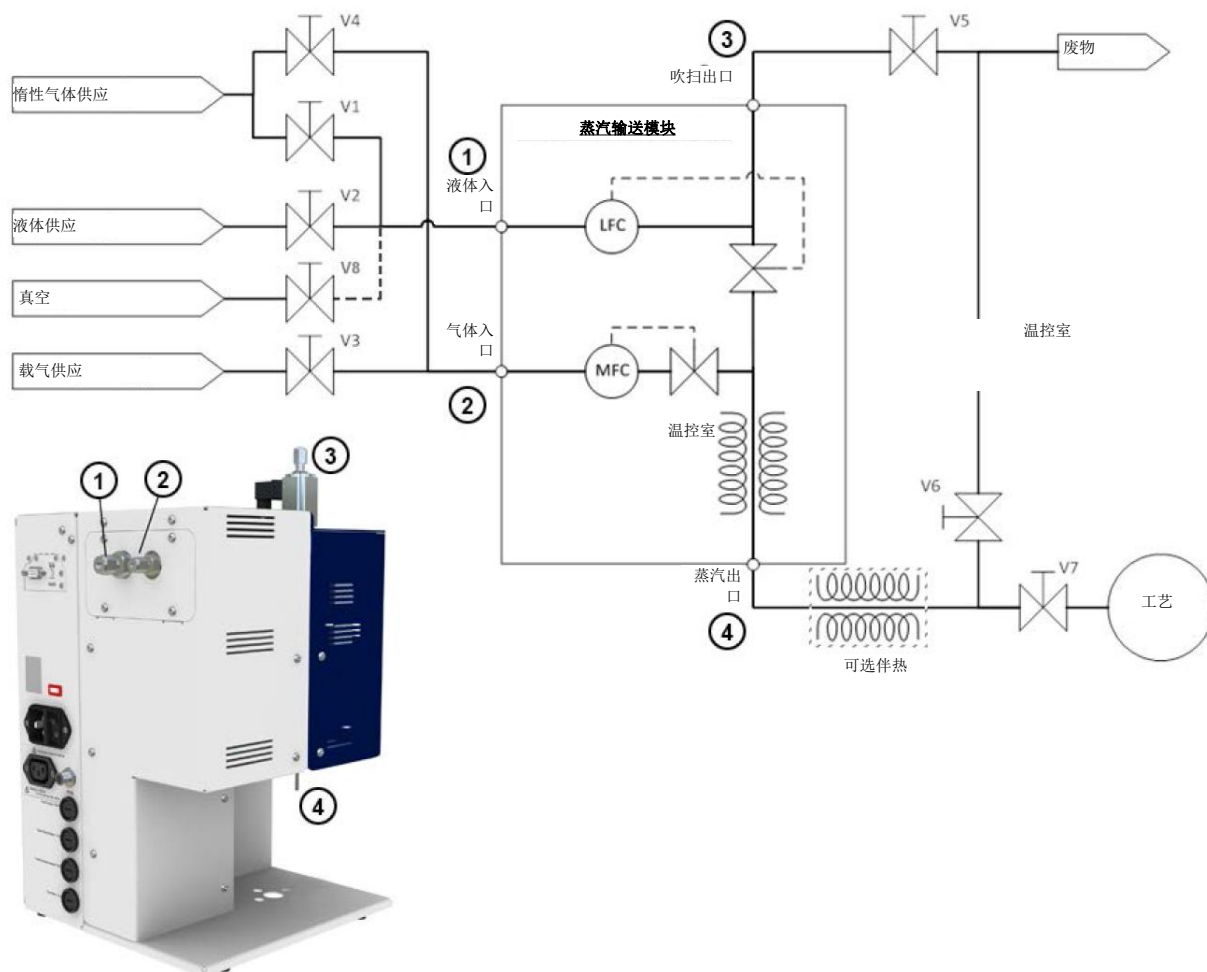 V4
惰性气体供应
V1
V2
液体供应
V8
真空
V3
载气供应
1
液体入
口
气体入
口
2
蒸汽输送模块
LFC
MFC
温控室
3
吹扫出口
V5
废物
温控室
V6
V7
工艺
蒸汽出
口
4
可选伴热
1
2
3
4